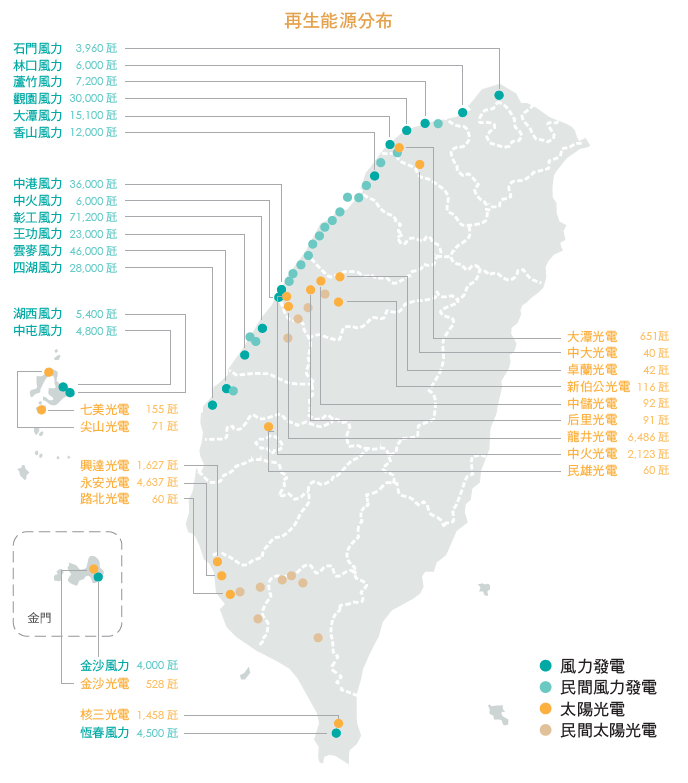 再生能源分布
石門風力 3,960 瓩
林口風力 6,000 瓩
蘆竹風力 7,200 瓩
觀園風力 30,000 瓩
大潭風力 15,100 瓩
香山風力 12,000 瓩
中港風力 36,000 瓩
中火風力 6,000 瓩
彰工風力 71,200 瓩
王功風力 23,000 瓩
雲麥風力 46,000 瓩
四湖風力 28,000 瓩
湖西風力 5,400 瓩
中屯風力 4,800 瓩
七美光電 155 瓩
尖山光電 71 瓩
興達光電 1,627 瓩
永安光電 4,637 瓩
路北光電 60 瓩
大潭光電 651瓩
中大光電 40 瓩
卓蘭光電 42 瓩
新伯公光電 116 瓩
中儲光電 92 瓩
后里光電 91 瓩
龍井光電 6,486 瓩
中火光電 2,123 瓩
民雄光電 60 瓩
金門
金沙風力 4,000 瓩
金沙光電 528 瓩
核三光電 1,458 瓩
恆春風力 4,500 瓩
風力發電
民間風力發電
太陽光電
民間太陽光電